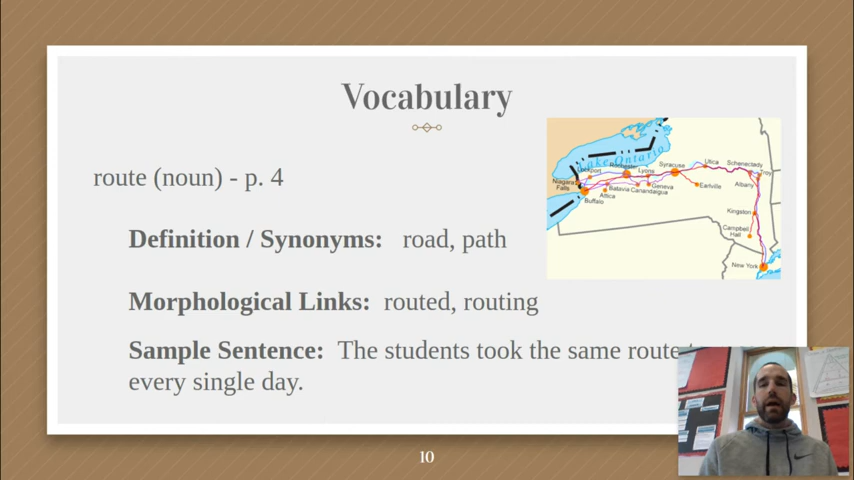 Vocabulary
route (noun) - p. 4
Definition / Synonyms: road, path
Morphological Links: routed, routing
Sample Sentence: The students took the same route
every single day.
Lake Ontario
Lockport
Rochester
Lyons
Syracuse
Utica
Schenectady
Troy
Niagara
Falls
Batavia
Canandaigua
Geneva
Earlville
Albany
Attica
Buffalo
Kingston
Campbell
Hall
New York
10